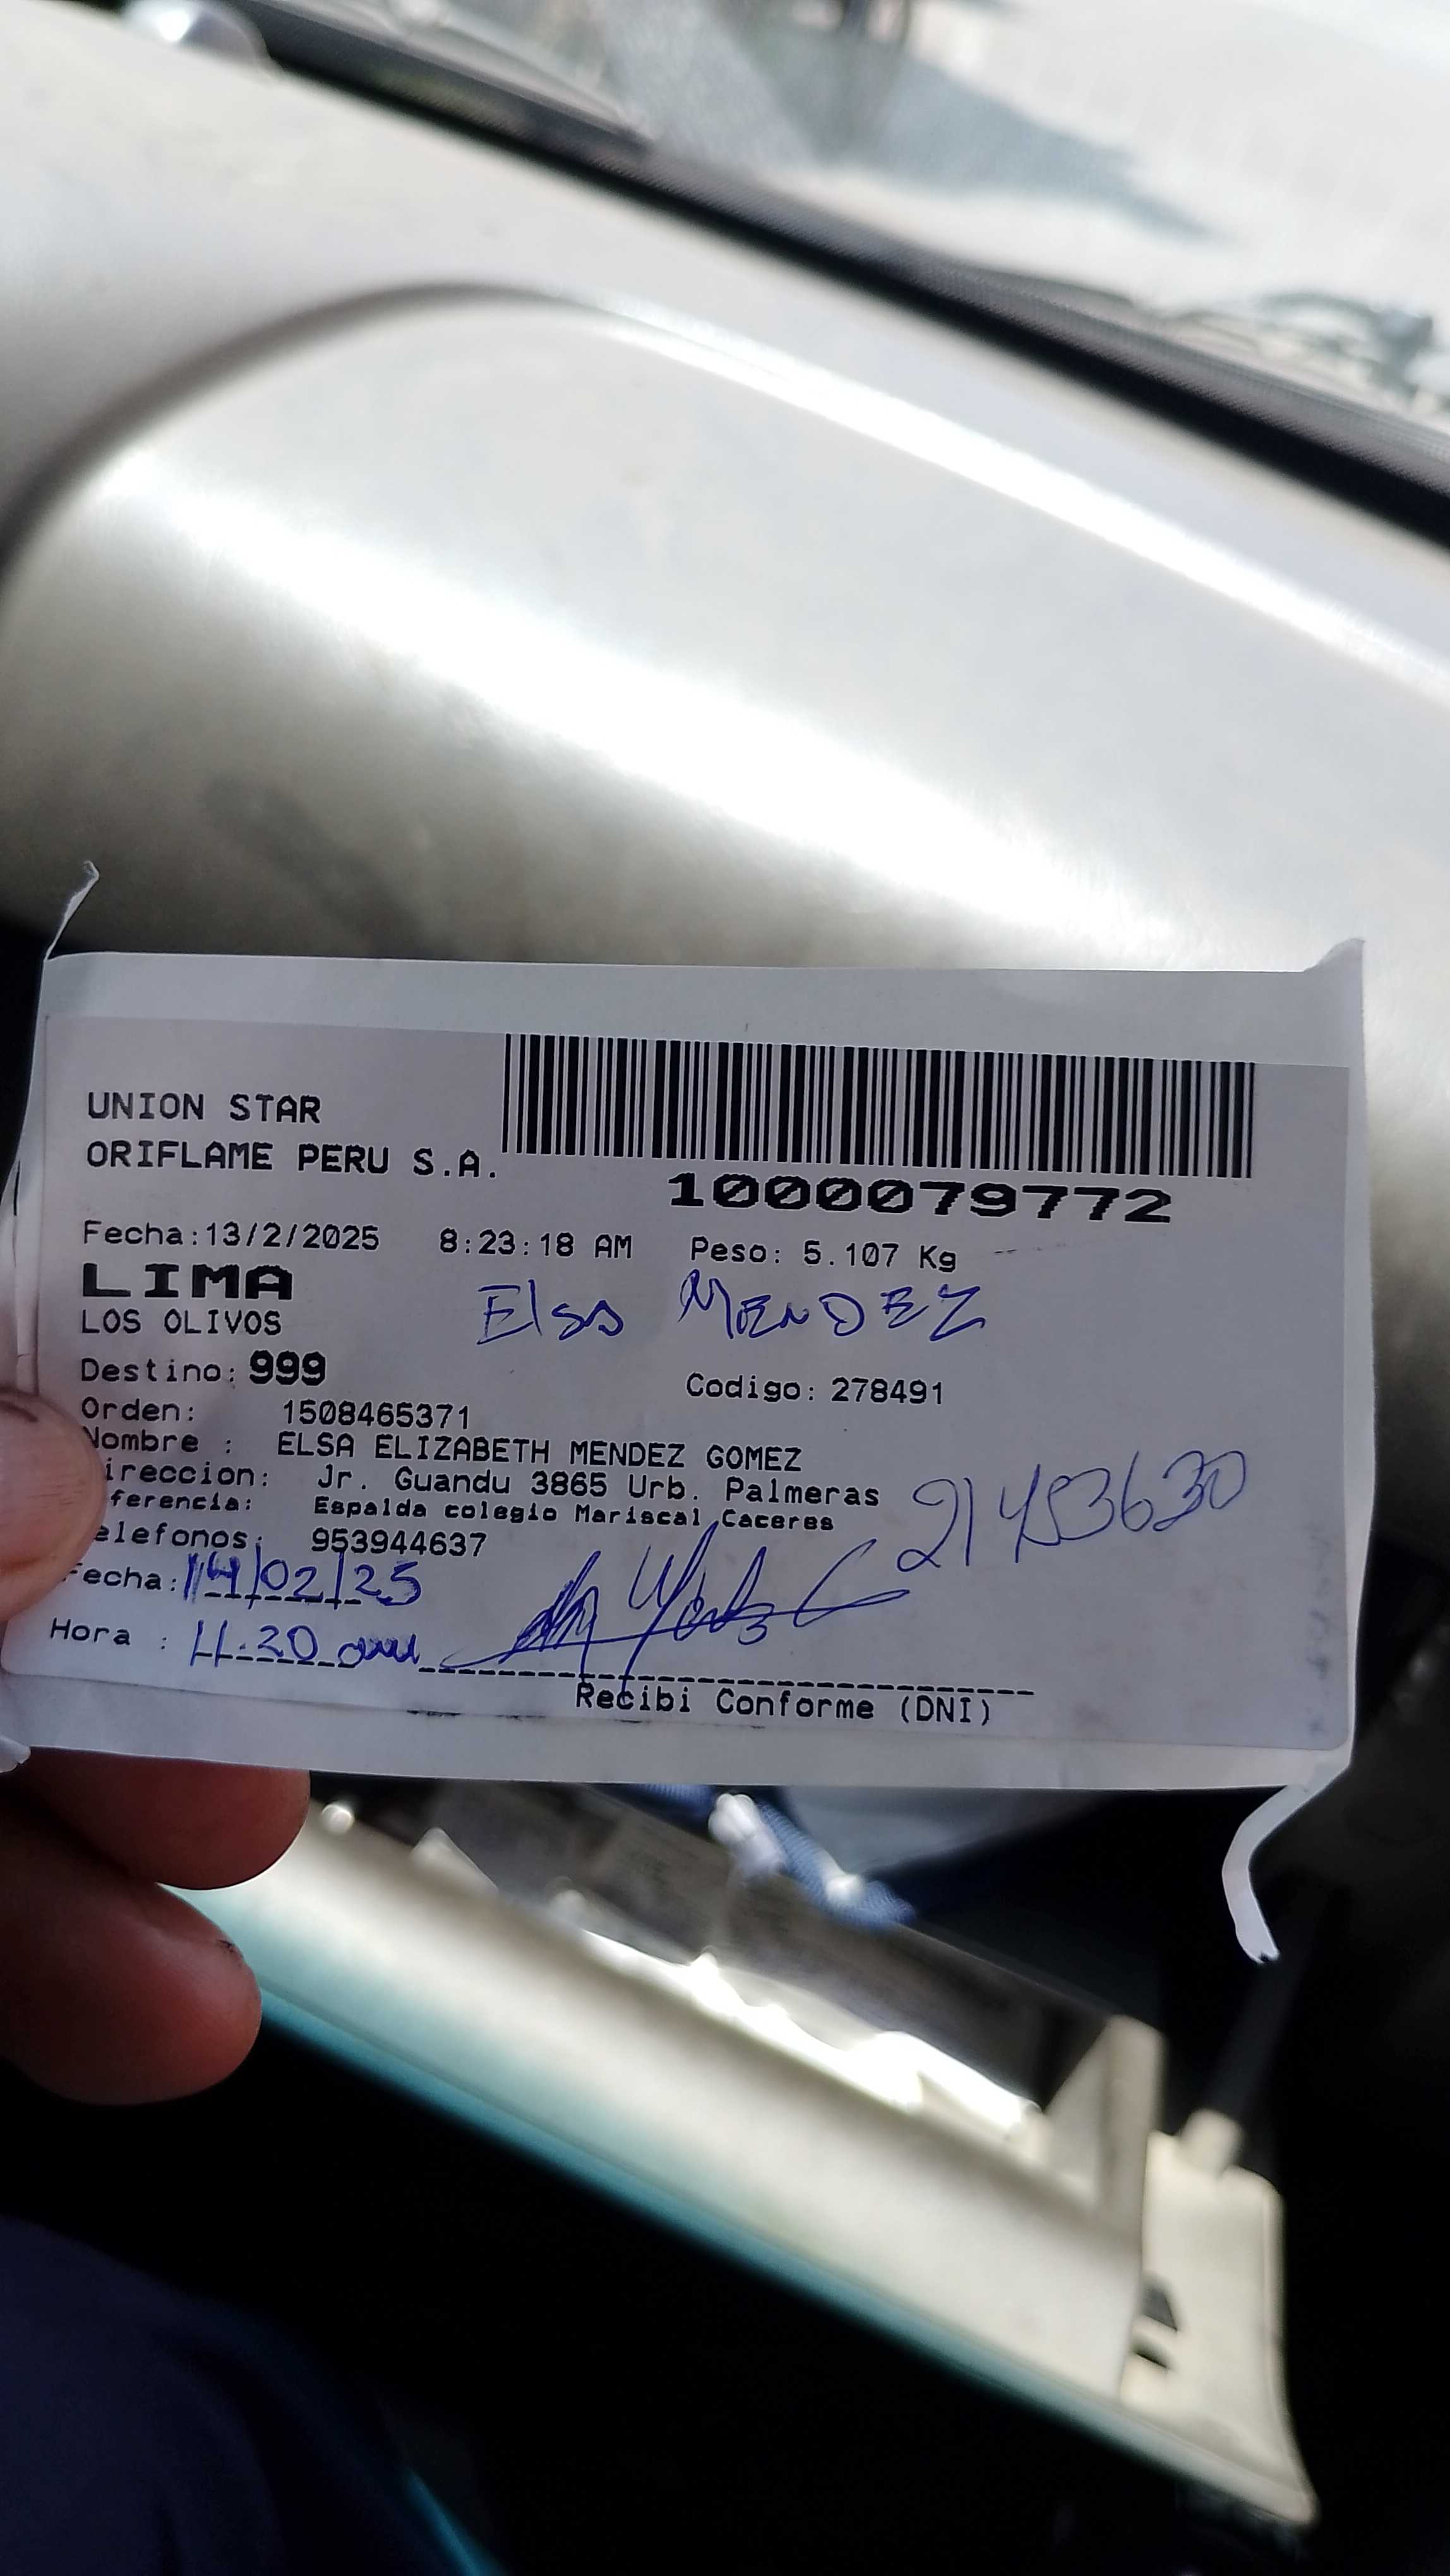 UNION STAR
ORIFLAME PERU S.A.
1000079772
Fecha:13/2/2025 8:23:18 AM Peso: 5.107 Kg
LIMA
LOS OLIVOS
Elsa MENDEZ
Destino: 999 Codigo: 278491
Orden: 1508465371
Nombre : ELSA ELIZABETH MENDEZ GOMEZ
ireccion: Jr. Guandu 3865 Urb. Palmeras
ferencia: Espalda colegio Mariscal Caceres
21453630
elefonos: 953944637
Fecha: 14/02/25
Hora : 11:20 am
Recibi Conforme (DNI)